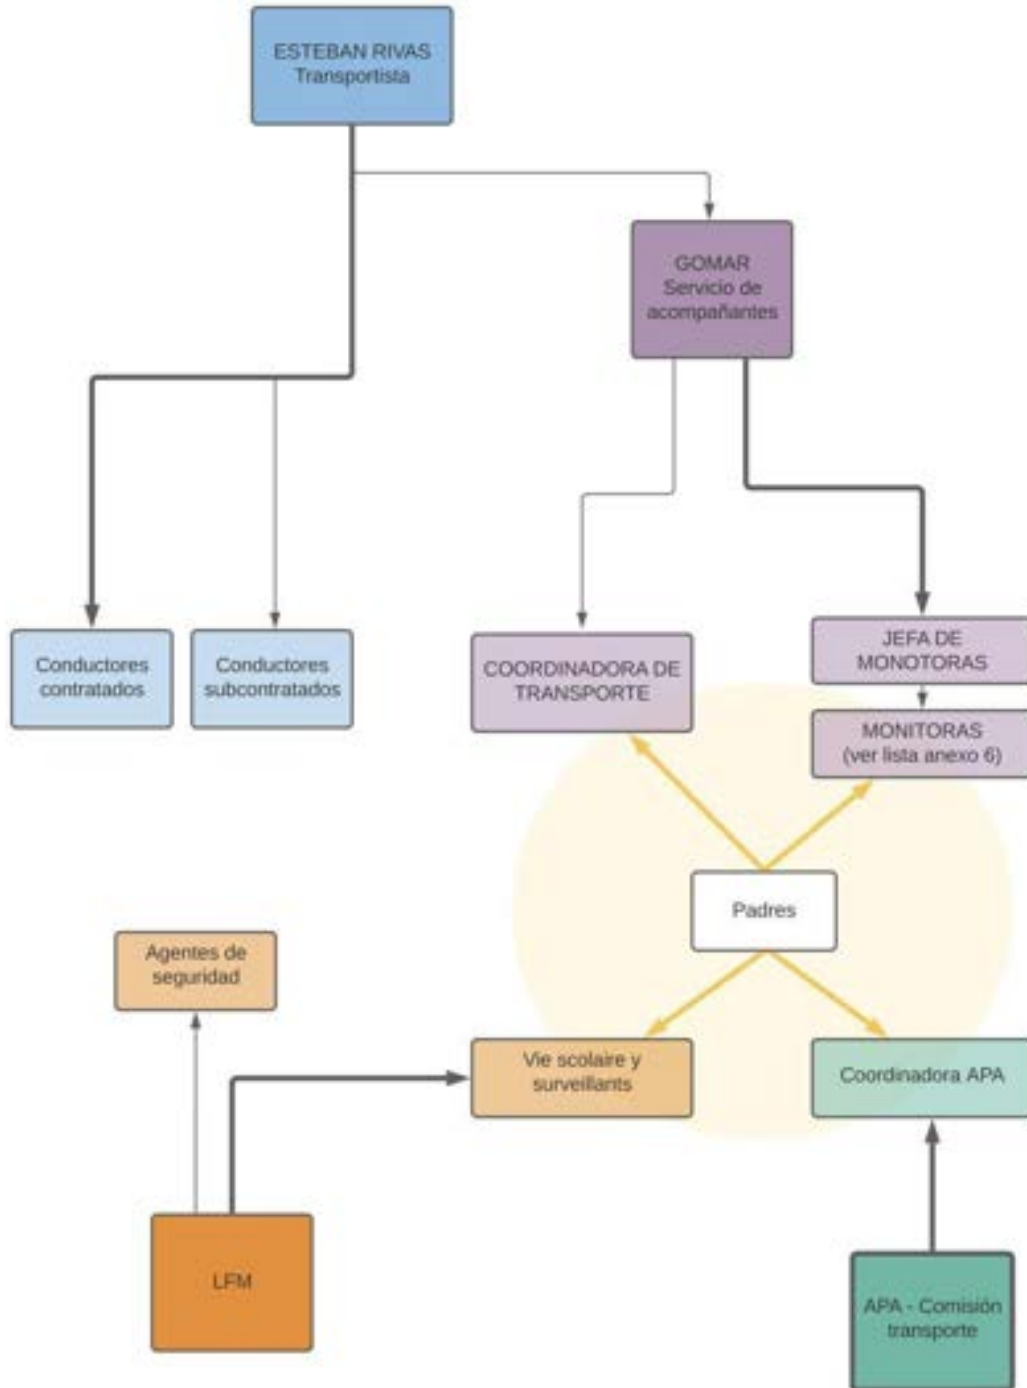 ESTEBAN RIVAS
Transportista
GOMAR
Servicio de
acompañantes
Conductores
contratados
Conductores
subcontratados
COORDINADORA DE
TRANSPORTE
JEFA DE
MONOTORAS
MONITORAS
(ver lista anexo 6)
Padres
Agentes de
seguridad
Vie scolaire y
surveillants
Coordinadora APA
LFM
APA - Comisión
transporte